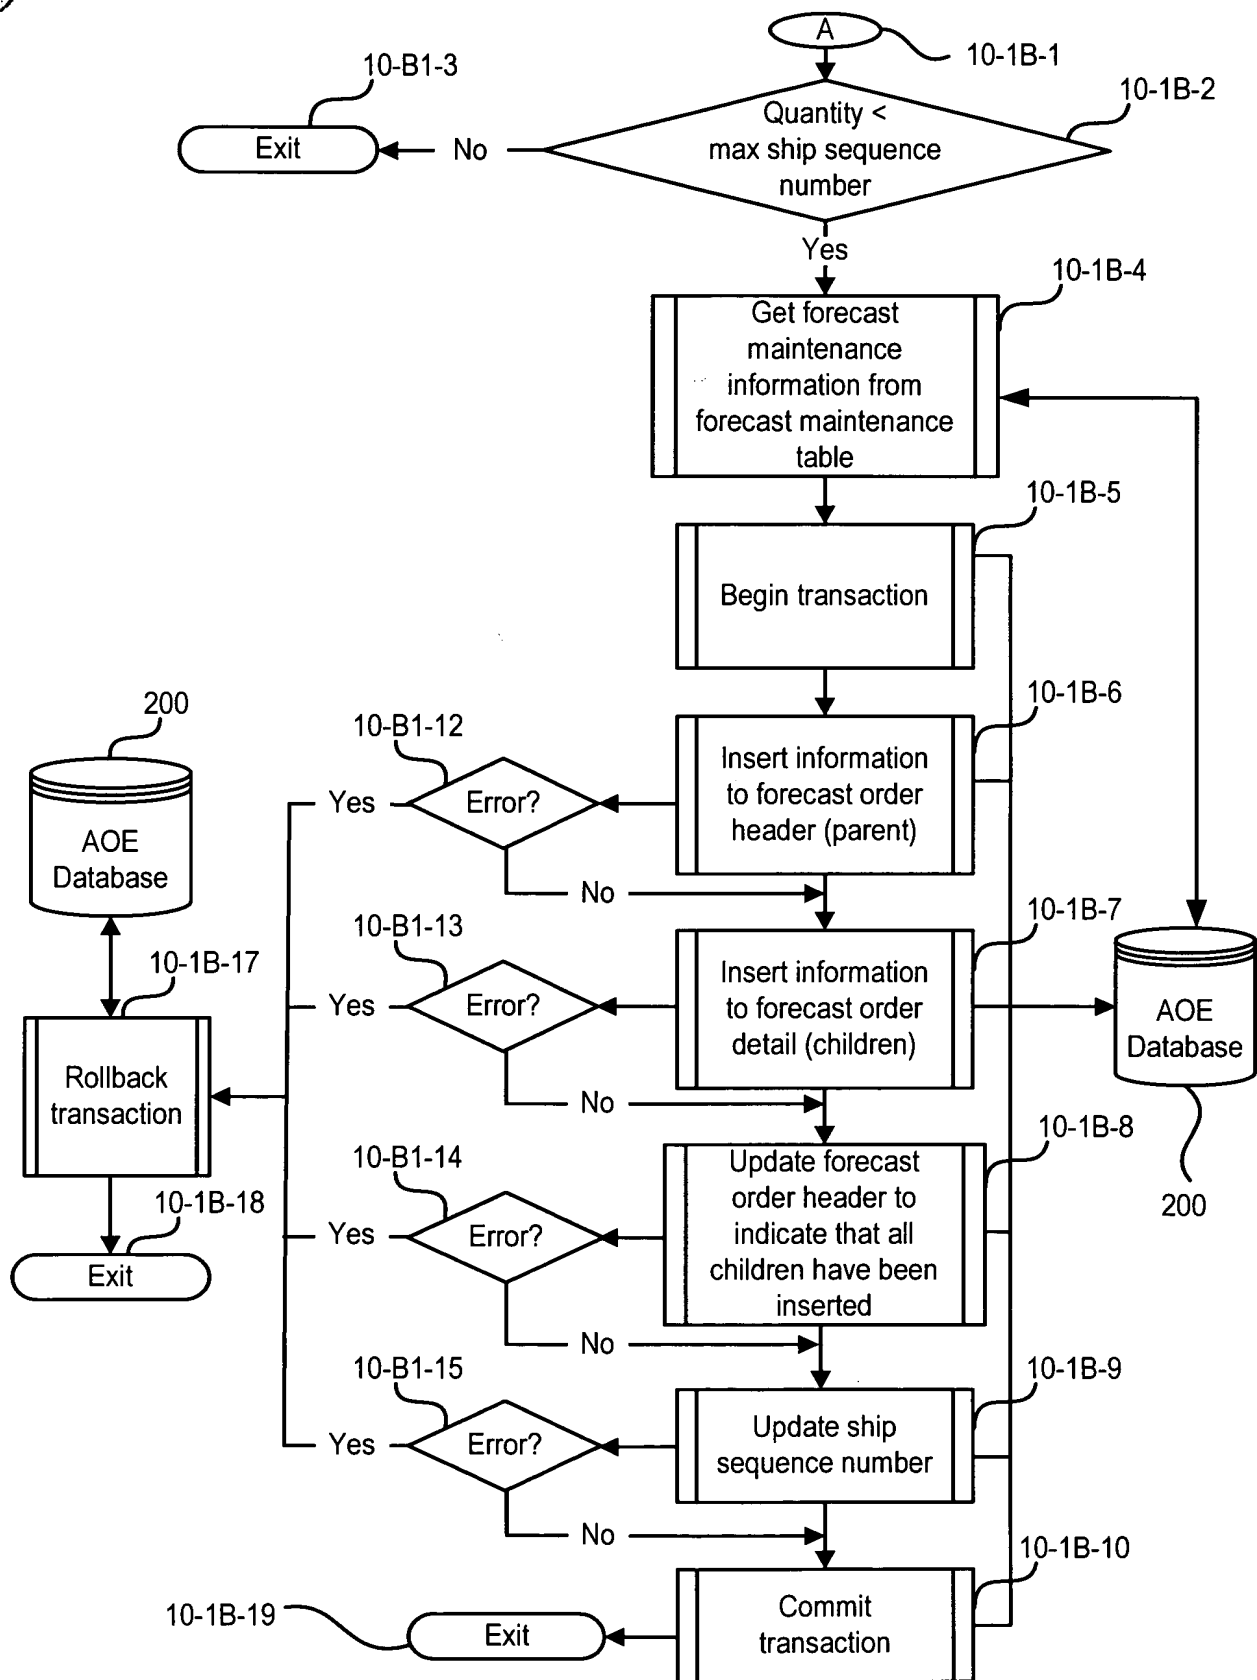 A
10-1B-1
10-B1-3
10-1B-2
Exit
No
Quantity <
max ship sequence
number
Yes
10-1B-4
Get forecast
maintenance
information from
forecast maintenance
table
10-1B-5
Begin transaction
10-1B-6
200
10-B1-12
Insert information
to forecast order
header (parent)
Error?
Yes
AOE
Database
No
10-1B-7
10-B1-13
10-1B-17
Insert information
to forecast order
detail (children)
Error?
Yes
AOE
Database
Rollback
transaction
No
10-1B-8
10-B1-14
200
Update forecast
order header to
indicate that all
children have been
inserted
Error?
Yes
10-1B-18
Exit
No
10-B1-15
10-1B-9
Update ship
sequence number
Error?
Yes
No
10-1B-10
Commit
transaction
10-1B-19
Exit